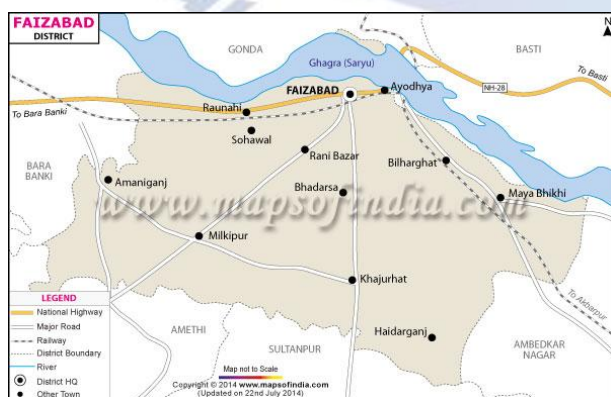 FAIZABAD
DISTRICT
GONDA
BASTI
N
Ghagra (Saryu)
To Basti
NH-28
FAIZABAD
Ayodhya
To Bara Banki
Raunahi
Sohawal
Rani Bazar
Bilharghat
BARA
BANKI
Amaniganj
Bhadarsa
Maya Bhikhi
www.mapsofindia.com
Milkipur
Khajurhat
To Akbarpur
Haidarganj
AMETHI
SULTANPUR
AMBEDKAR
NAGAR
LEGEND
National Highway
Major Road
Railway
District Boundary
River
District HQ
Other Town
Map not to Scale
Copyright © 2014 www.mapsofindia.com
(Updated on 22nd July 2014)